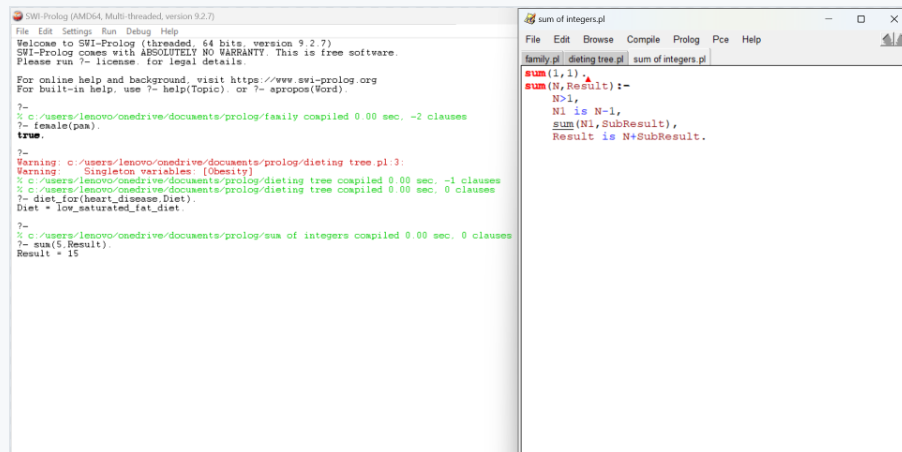 SWI-Prolog (AMD64, Multi-threaded, version 9.2.7)
File Edit Settings Run Debug Help
Welcome to SWI-Prolog (threaded, 64 bits, version 9.2.7)
SWI-Prolog comes with ABSOLUTELY NO WARRANTY. This is free software.
Please run ?- license. for legal details.
For online help and background, visit https://www.swi-prolog.org
For built-in help, use ?- help(Topic). or ?- apropos(Word).
?-
% c:/users/lenovo/onedrive/documents/prolog/family compiled 0.00 sec, -2 clauses
?- female(pam).
true.
?-
Warning: c:/users/lenovo/onedrive/documents/prolog/dieting tree.pl:3:
Warning:    Singleton variables: [Obesity]
% c:/users/lenovo/onedrive/documents/prolog/dieting tree compiled 0.00 sec, -1 clauses
% c:/users/lenovo/onedrive/documents/prolog/dieting tree compiled 0.00 sec, 0 clauses
?- diet_for(heart_disease,Diet).
Diet = low_saturated_fat_diet.
?-
% c:/users/lenovo/onedrive/documents/prolog/sum of integers compiled 0.00 sec, 0 clauses
?- sum(5,Result).
Result = 15
sum of integers.pl
File Edit Browse Compile Prolog Pce Help
family.pl dieting tree.pl sum of integers.pl
sum(1,1).
sum(N,Result):-
    N>1,
    N1 is N-1,
    sum(N1,SubResult),
    Result is N+SubResult.